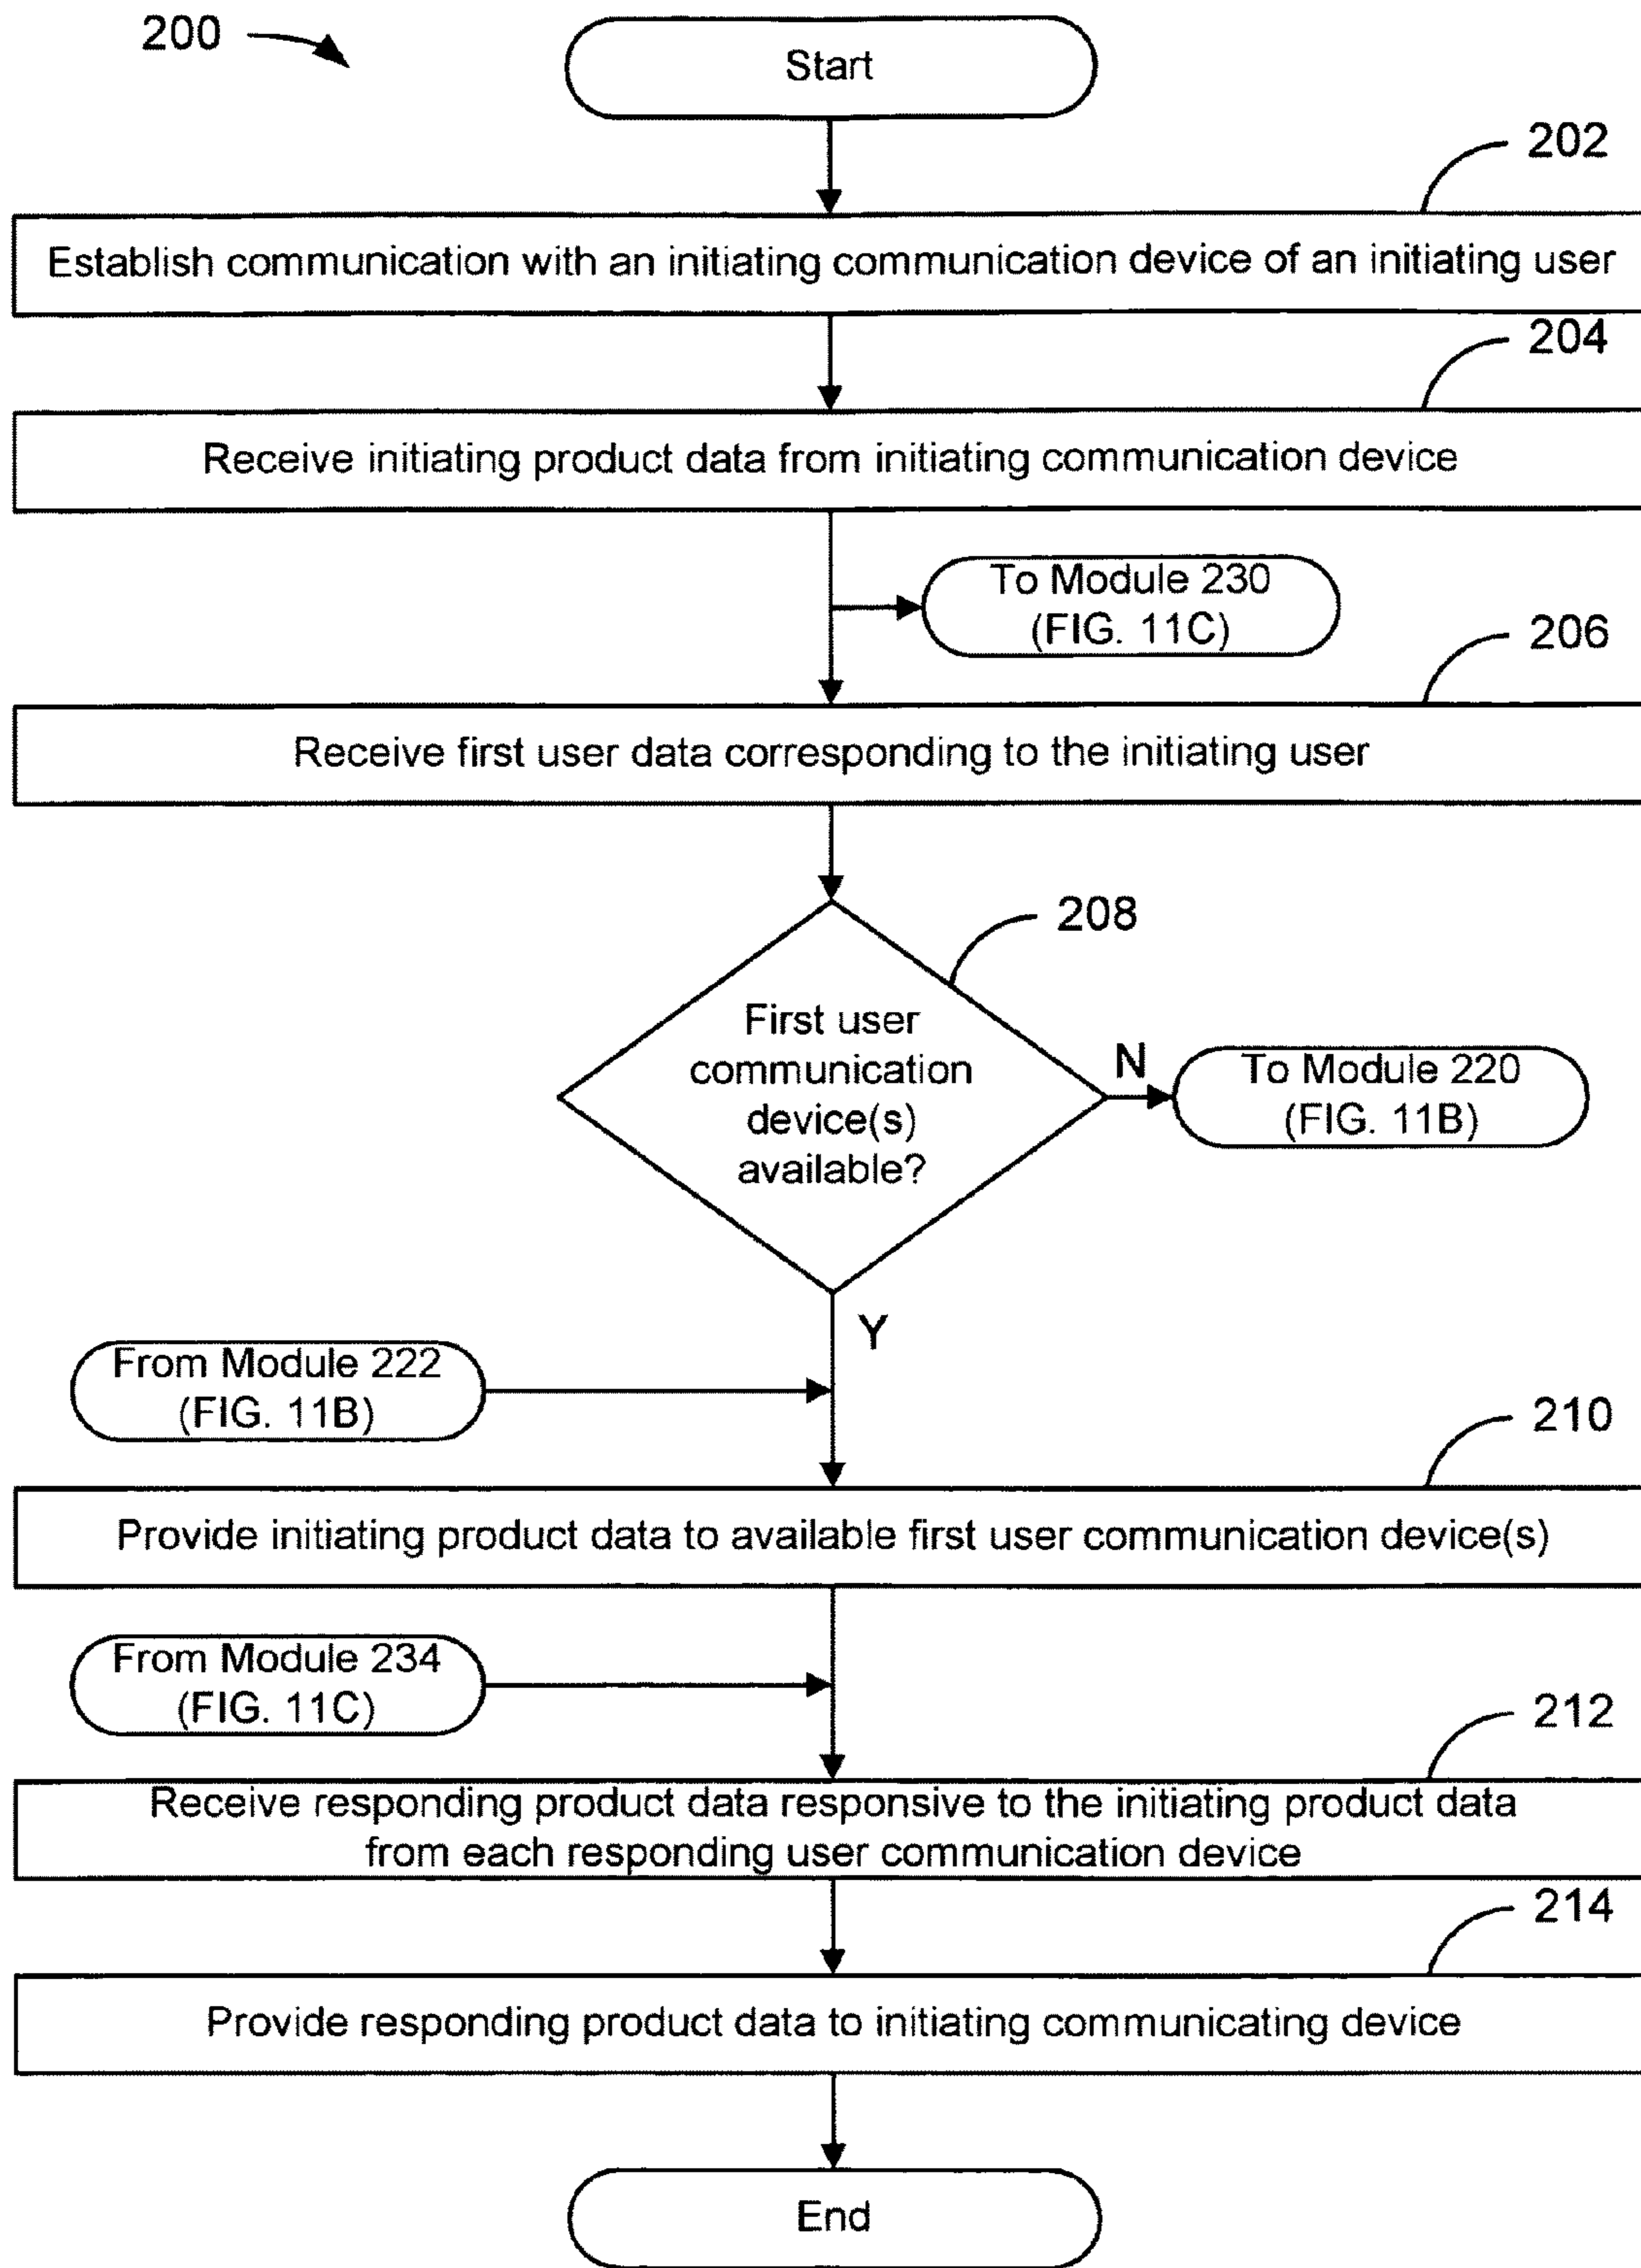 200
Start
202
Establish communication with an initiating communication device of an initiating user
204
Receive initiating product data from initiating communication device
To Module 230
(FIG. 11C)
206
Receive first user data corresponding to the initiating user
208
First user
communication
device(s)
available?
N
To Module 220
(FIG. 11B)
Y
From Module 222
(FIG. 11B)
210
Provide initiating product data to available first user communication device(s)
From Module 234
(FIG. 11C)
212
Receive responding product data responsive to the initiating product data
from each responding user communication device
214
Provide responding product data to initiating communicating device
End